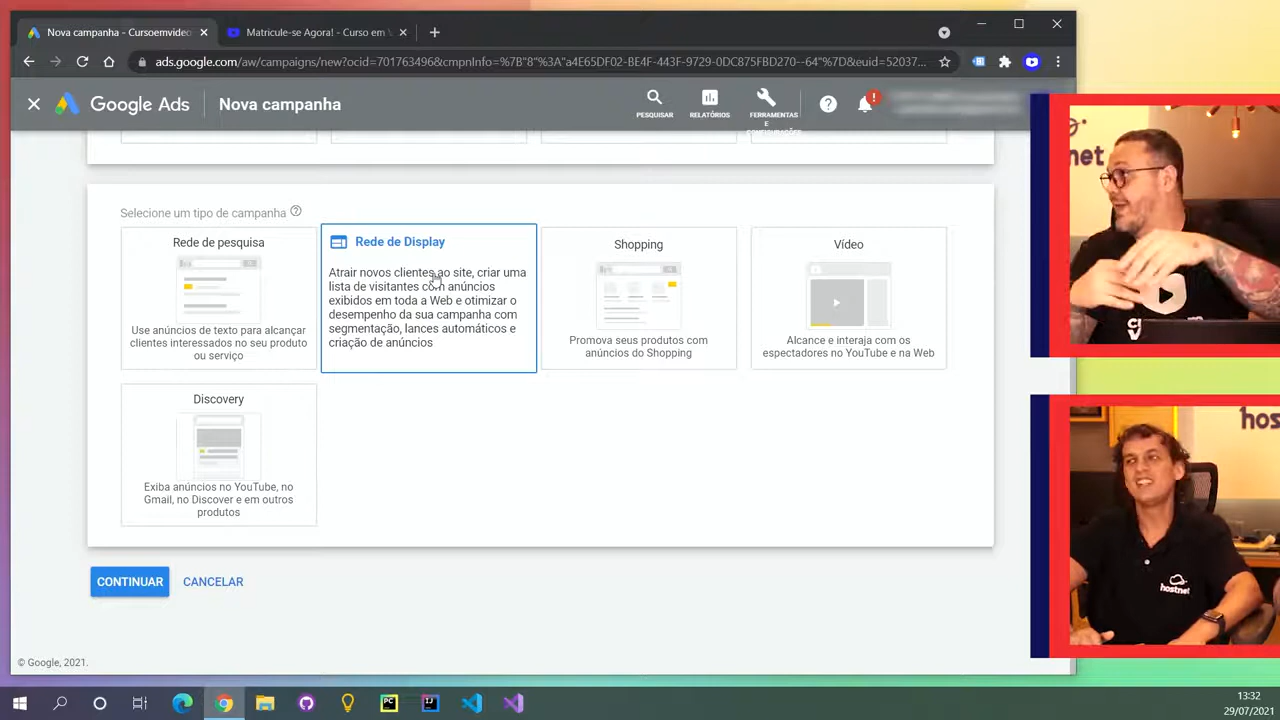 Nova campanha - Cursoemvideo
Matricule-se Agora! - Curso em V
ads.google.com/aw/campaigns/new?ocid=701763496&cmpnInfo=%7B"8"%3A"a4E65DF02-BE4F-443F-9729-0DC875FBD270--64"%7D&euid=52037...
Google Ads
Nova campanha
PESQUISAR
RELATÓRIOS
FERRAMENTAS
E
CONFIGURAÇÕES
Selecione um tipo de campanha
Rede de pesquisa
Use anúncios de texto para alcançar
clientes interessados no seu produto
ou serviço
Rede de Display
Atrair novos clientes ao site, criar uma
lista de visitantes com anúncios
exibidos em toda a Web e otimizar o
desempenho da sua campanha com
segmentação, lances automáticos e
criação de anúncios
Shopping
Promova seus produtos com
anúncios do Shopping
Vídeo
Alcance e interaja com os
espectadores no YouTube e na Web
Discovery
Exiba anúncios no YouTube, no
Gmail, no Discover e em outros
produtos
CONTINUAR
CANCELAR
© Google, 2021.
net
hos
hostnet
13:32
29/07/2021